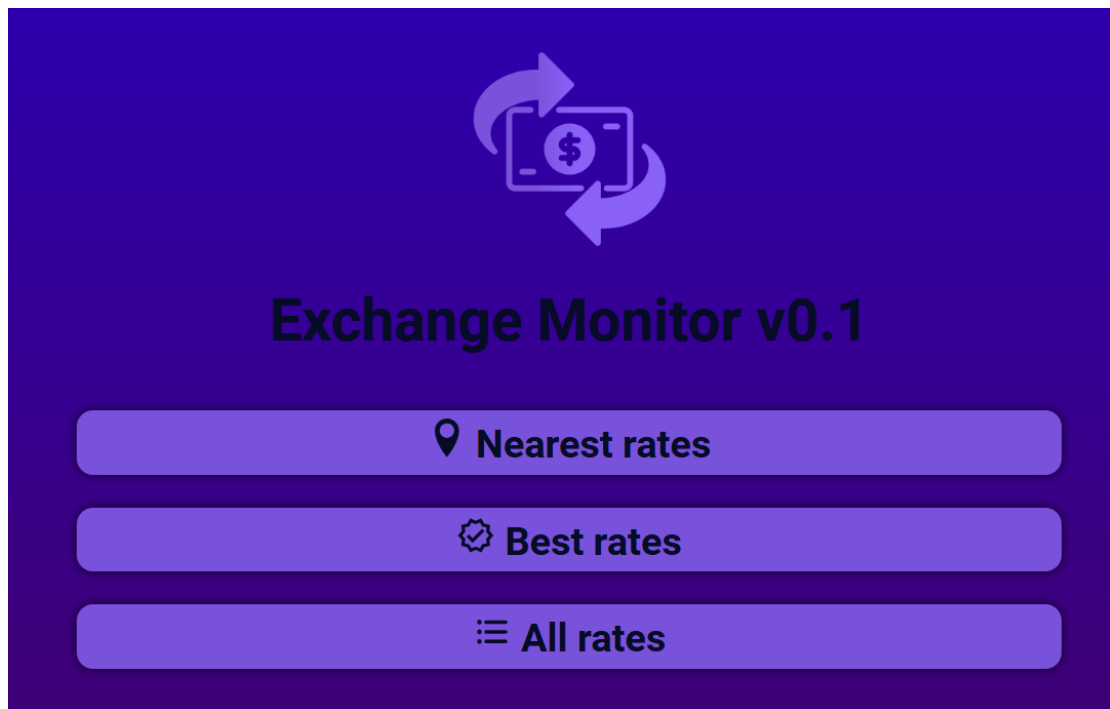 $
Exchange Monitor v0.1
Nearest rates
Best rates
All rates